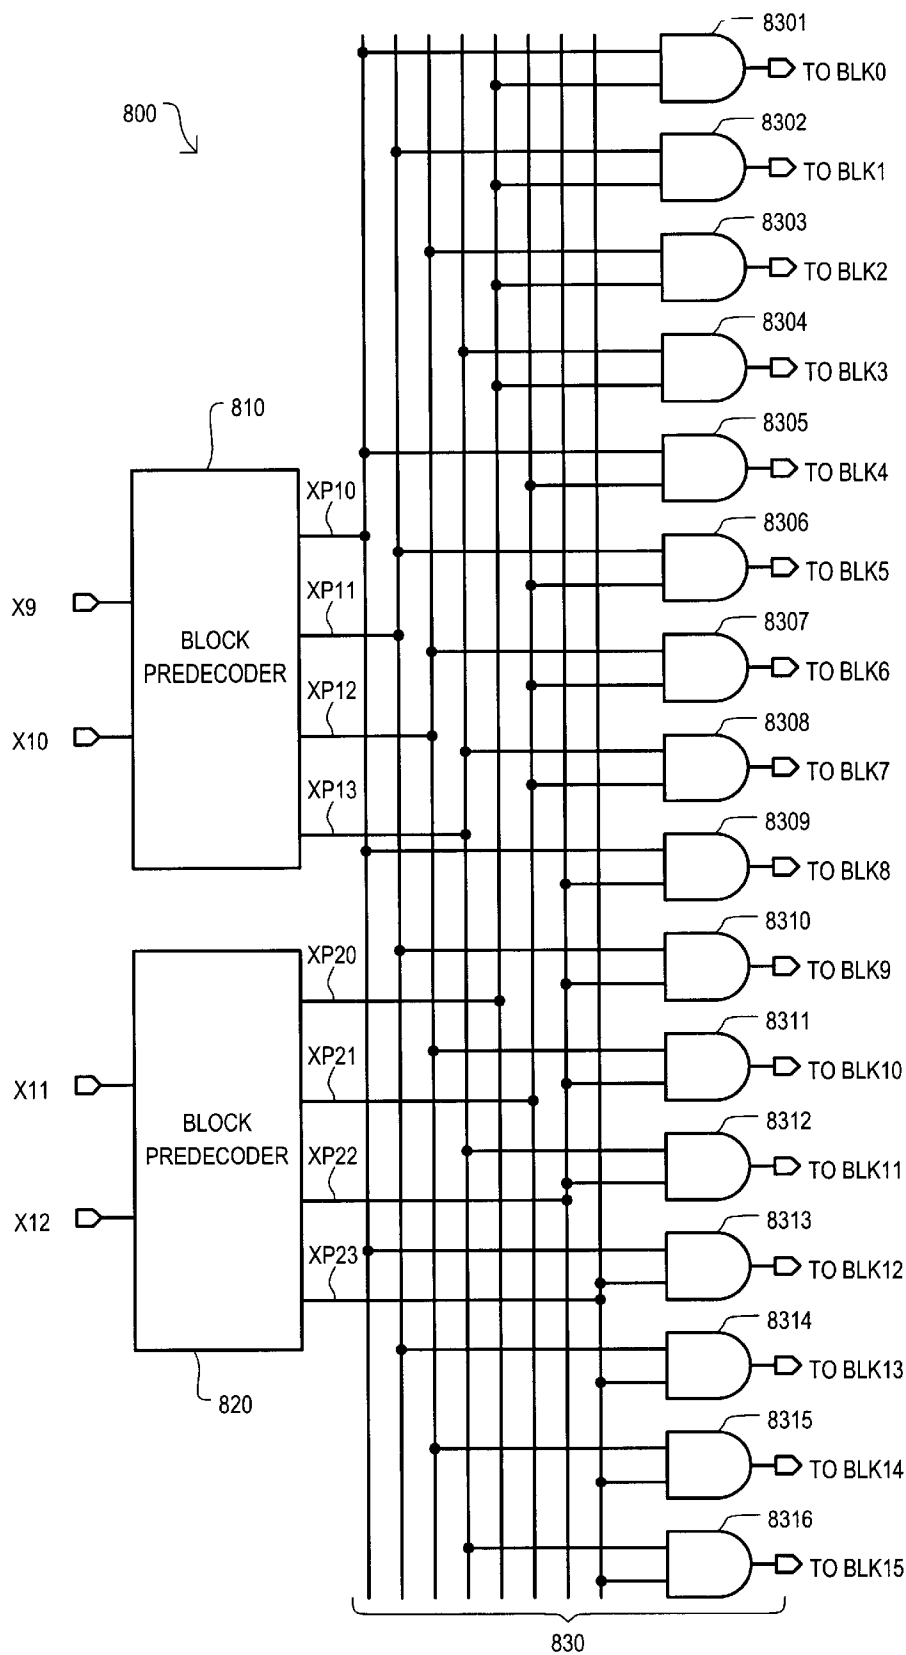 8301
TO BLK0
800
8302
TO BLK1
8303
TO BLK2
8304
TO BLK3
810
8305
TO BLK4
XP10
8306
TO BLK5
X9
XP11
BLOCK
PREDECODER
8307
TO BLK6
XP12
X10
8308
TO BLK7
XP13
8309
TO BLK8
8310
TO BLK9
XP20
8311
TO BLK10
XP21
X11
BLOCK
PREDECODER
8312
TO BLK11
XP22
X12
8313
TO BLK12
XP23
8314
TO BLK13
820
8315
TO BLK14
8316
TO BLK15
830